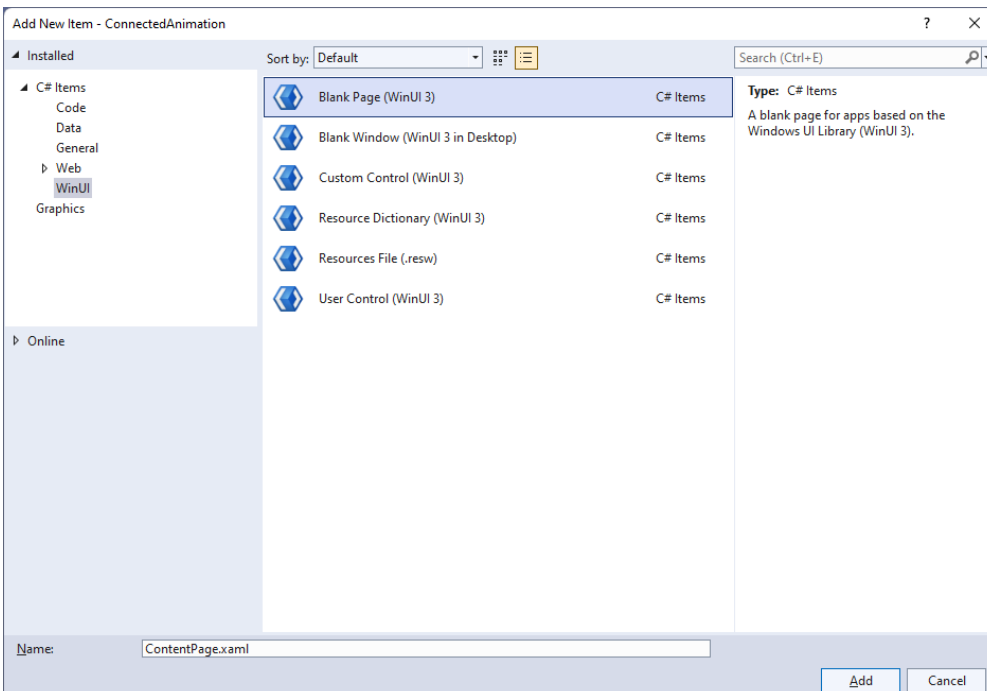 Add New Item - ConnectedAnimation
?
Installed
Sort by: Default
Search (Ctrl+E)
C# Items
Code
Data
General
Web
WinUI
Graphics
Online
Blank Page (WinUI 3) C# Items
Blank Window (WinUI 3 in Desktop) C# Items
Custom Control (WinUI 3) C# Items
Resource Dictionary (WinUI 3) C# Items
Resources File (.resw) C# Items
User Control (WinUI 3) C# Items
Type: C# Items
A blank page for apps based on the
Windows UI Library (WinUI 3).
Name: ContentPage.xaml
Add Cancel